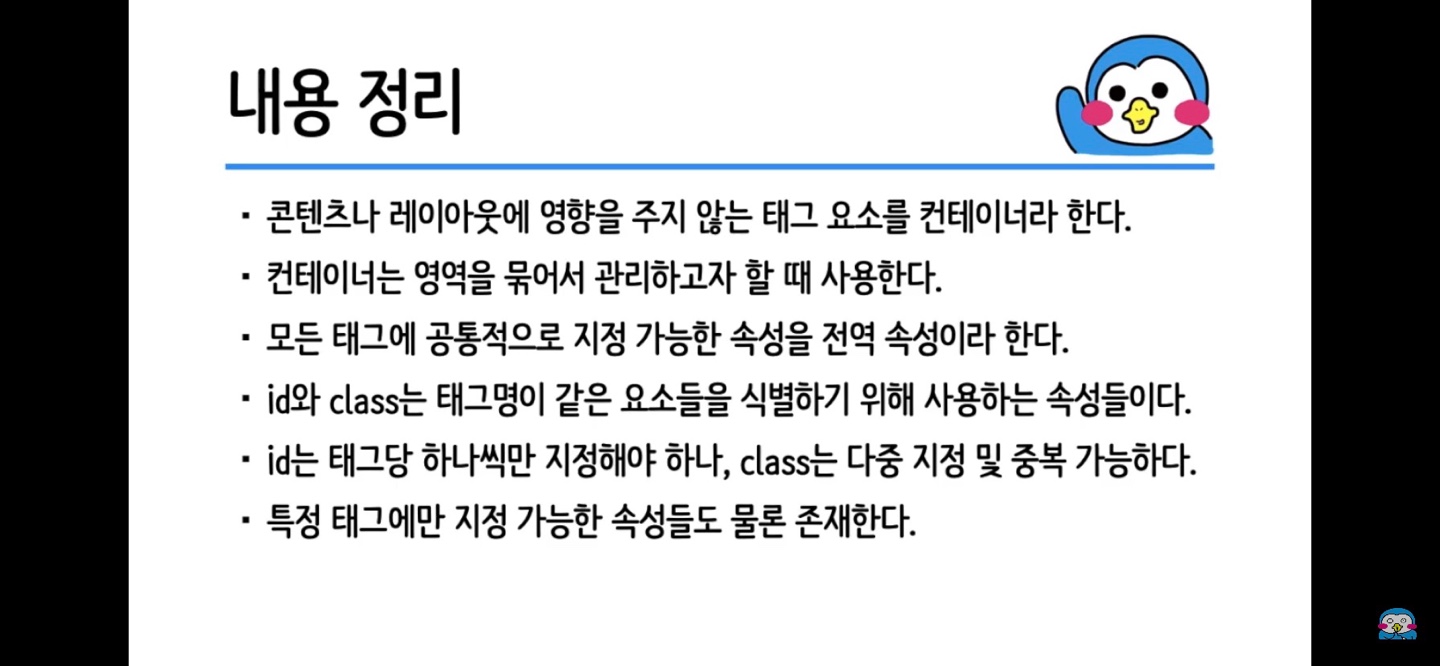 내용 정리
▪ 콘텐츠나 레이아웃에 영향을 주지 않는 태그 요소를 컨테이너라 한다.
▪ 컨테이너는 영역을 묶어서 관리하고자 할 때 사용한다.
▪ 모든 태그에 공통적으로 지정 가능한 속성을 전역 속성이라 한다.
▪ id와 class는 태그명이 같은 요소들을 식별하기 위해 사용하는 속성들이다.
▪ id는 태그당 하나씩만 지정해야 하나, class는 다중 지정 및 중복 가능하다.
▪ 특정 태그에만 지정 가능한 속성들도 물론 존재한다.